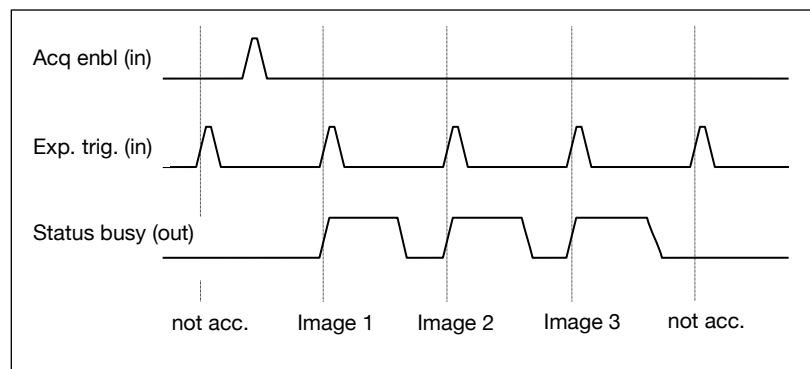 Acq enbl (in)
Exp. trig. (in)
Status busy (out)
not acc. Image 1 Image 2 Image 3 not acc.